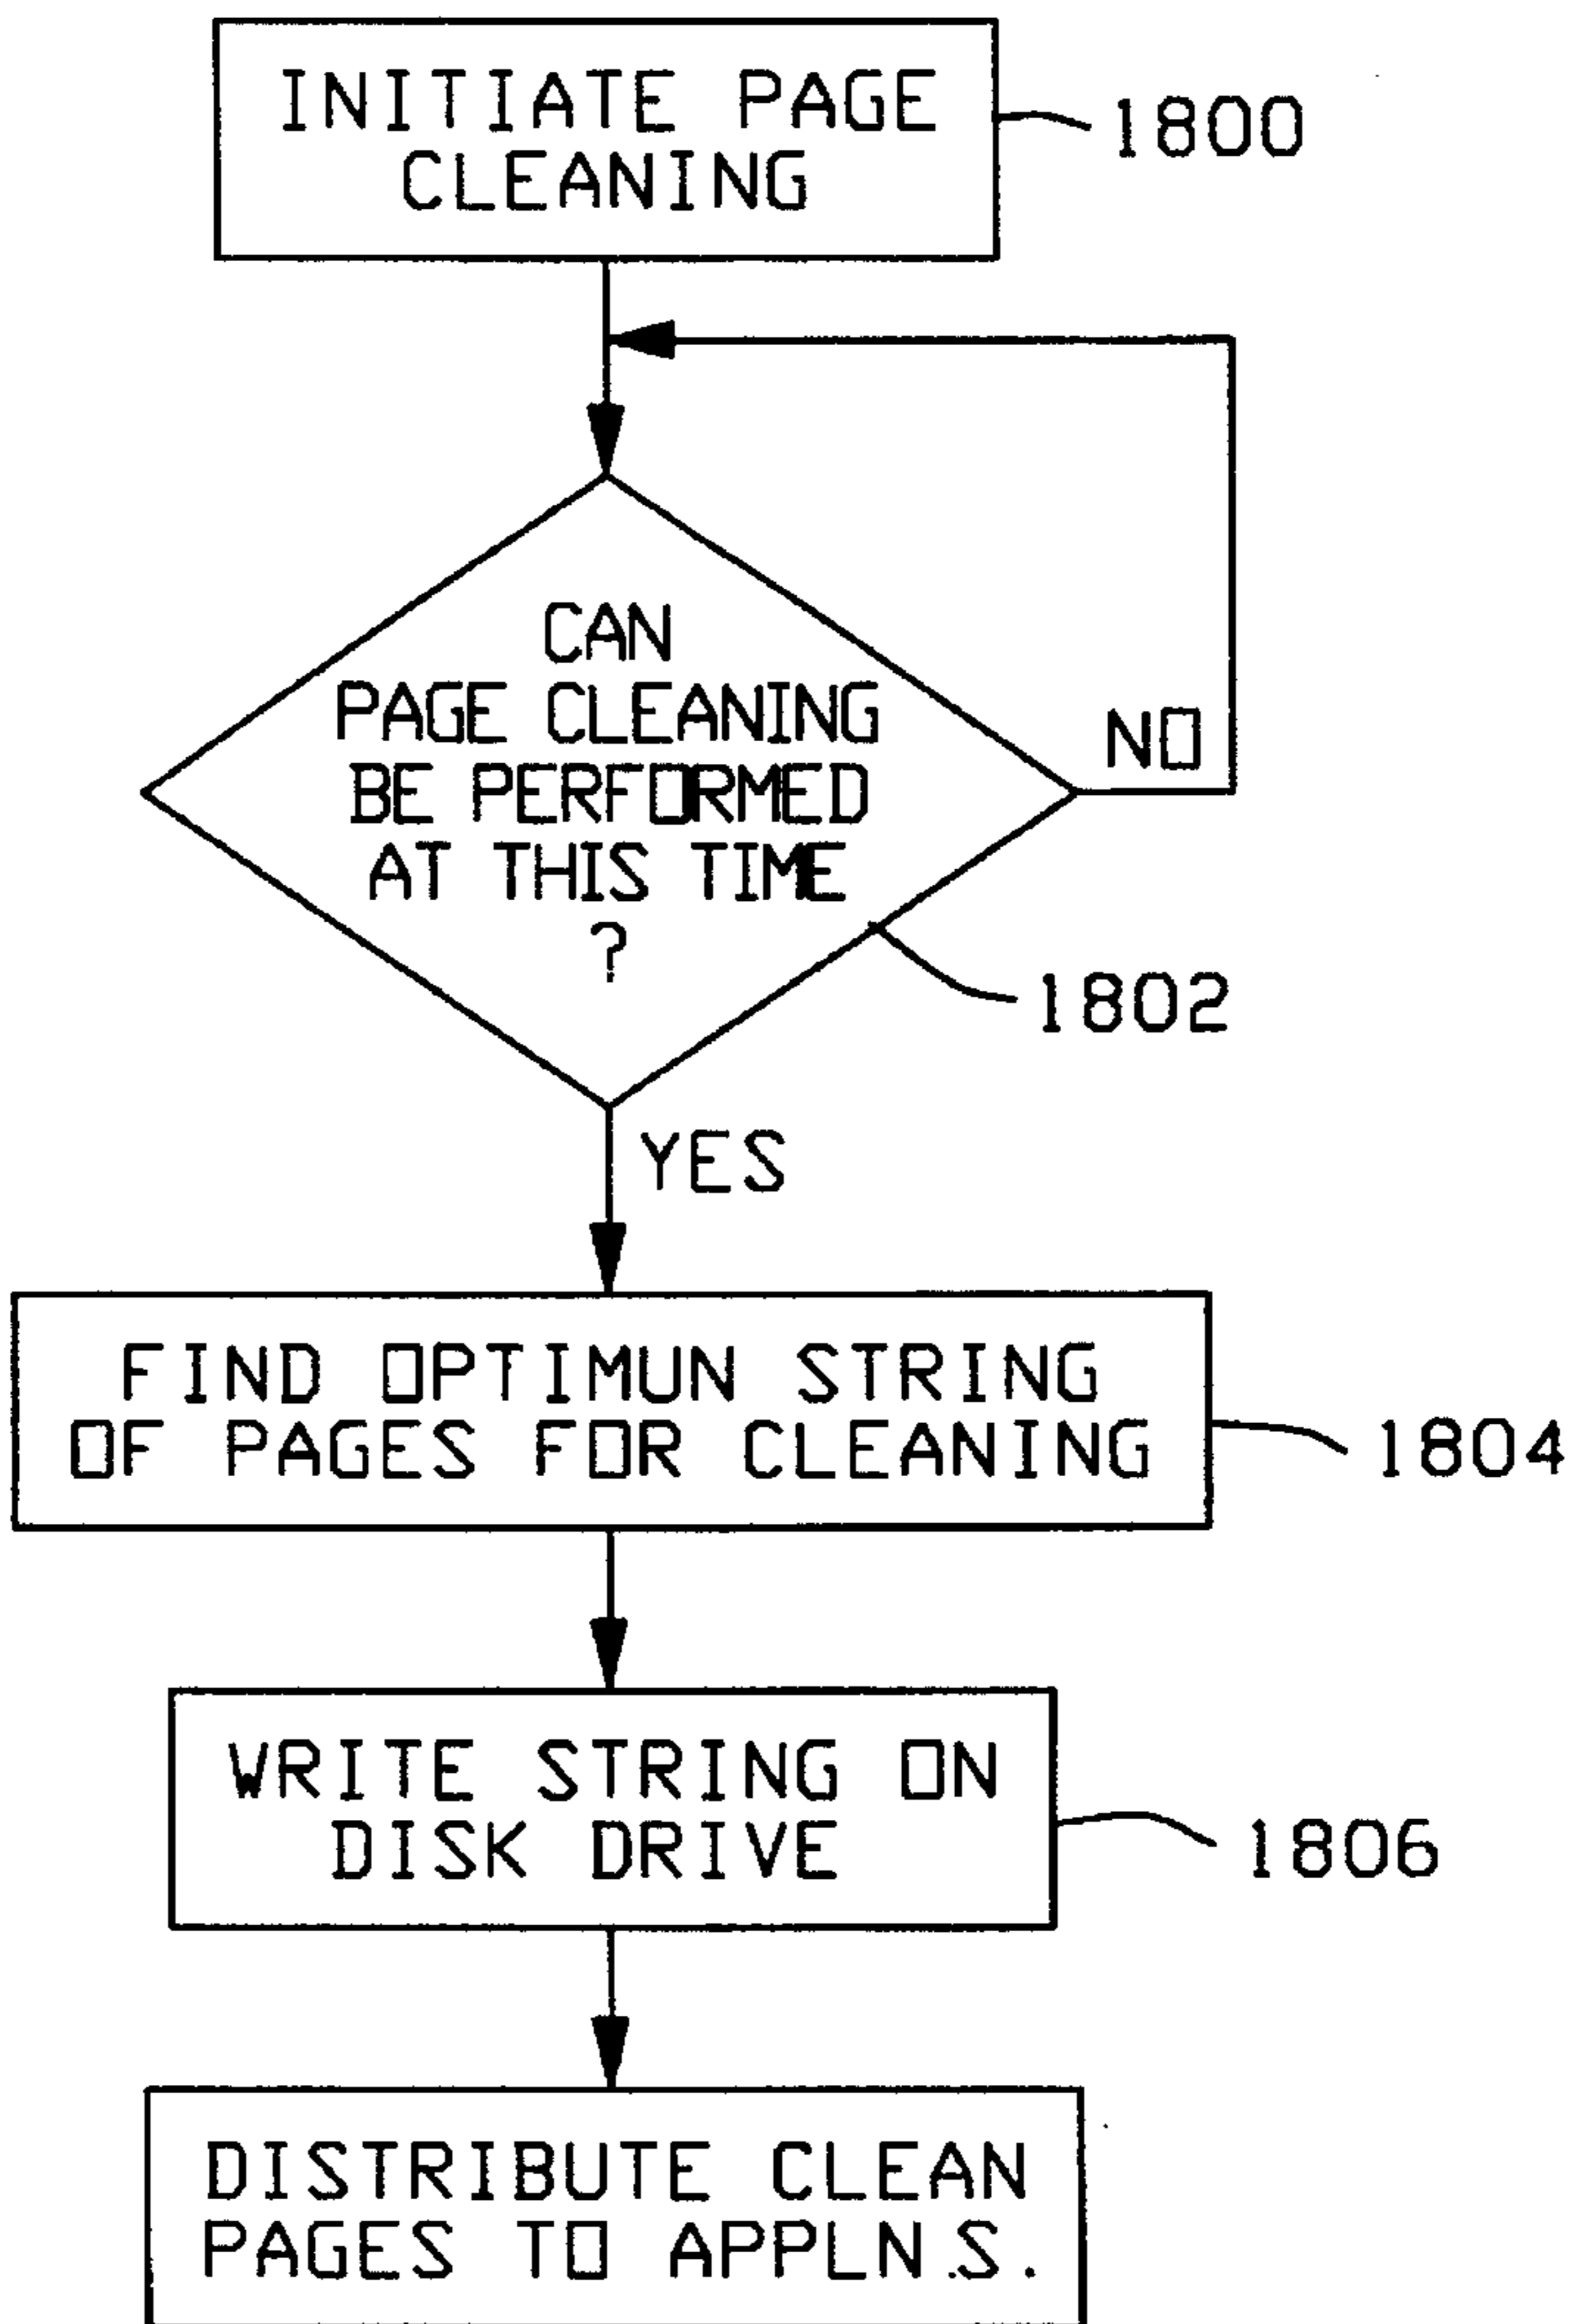 INITIATE PAGE
CLEANING
1800
CAN
PAGE CLEANING
BE PERFORMED
AT THIS TIME
?
NO
1802
YES
FIND OPTIMUN STRING
OF PAGES FOR CLEANING
1804
WRITE STRING ON
DISK DRIVE
1806
DISTRIBUTE CLEAN
PAGES TO APPLN.S.